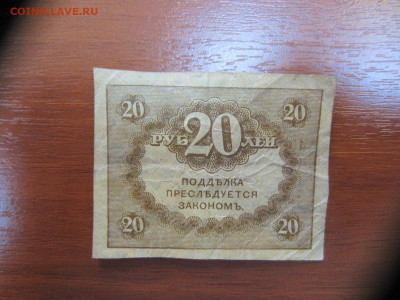 COINS.LAVE.RU
20 20
РУБ 20 ЛЕЙ
ПОДДѢЛКА
ПРЕСЛѢДУЕТСЯ
ЗАКОНОМЪ.
20 20